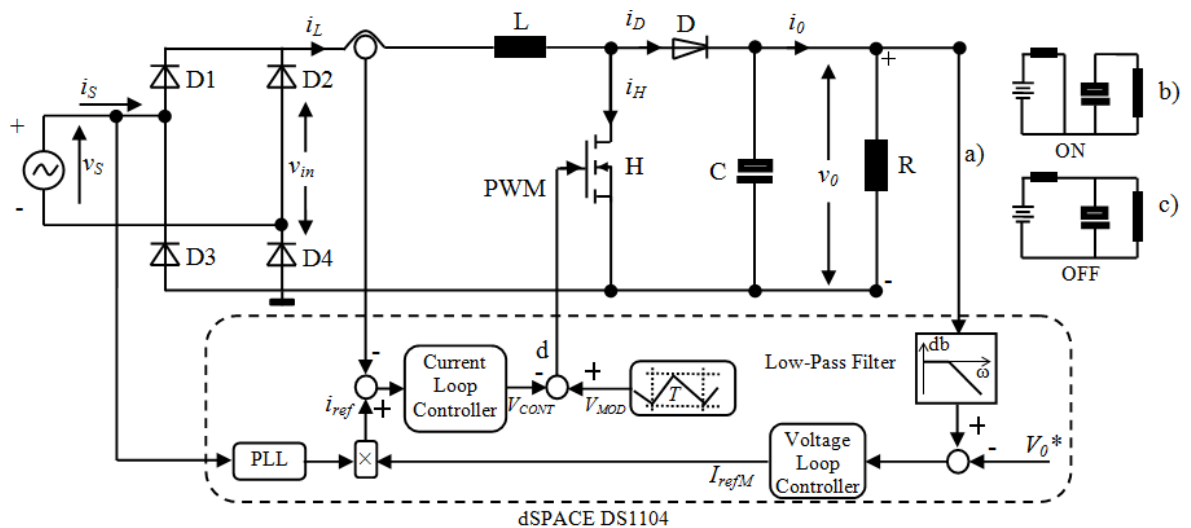 i_L
L
i_D
D
i_0
D1
D2
i_S
+
i_H
+
b)
ON
v_S
v_in
PWM
H
C
v_0
R
a)
-
D3
D4
-
c)
OFF
-
d
Low-Pass Filter
db
ω
Current
Loop
Controller
-
+
i_ref
+
V_CONT
V_MOD
T
+
-
V_0*
PLL
×
I_refM
Voltage
Loop
Controller
dSPACE DS1104